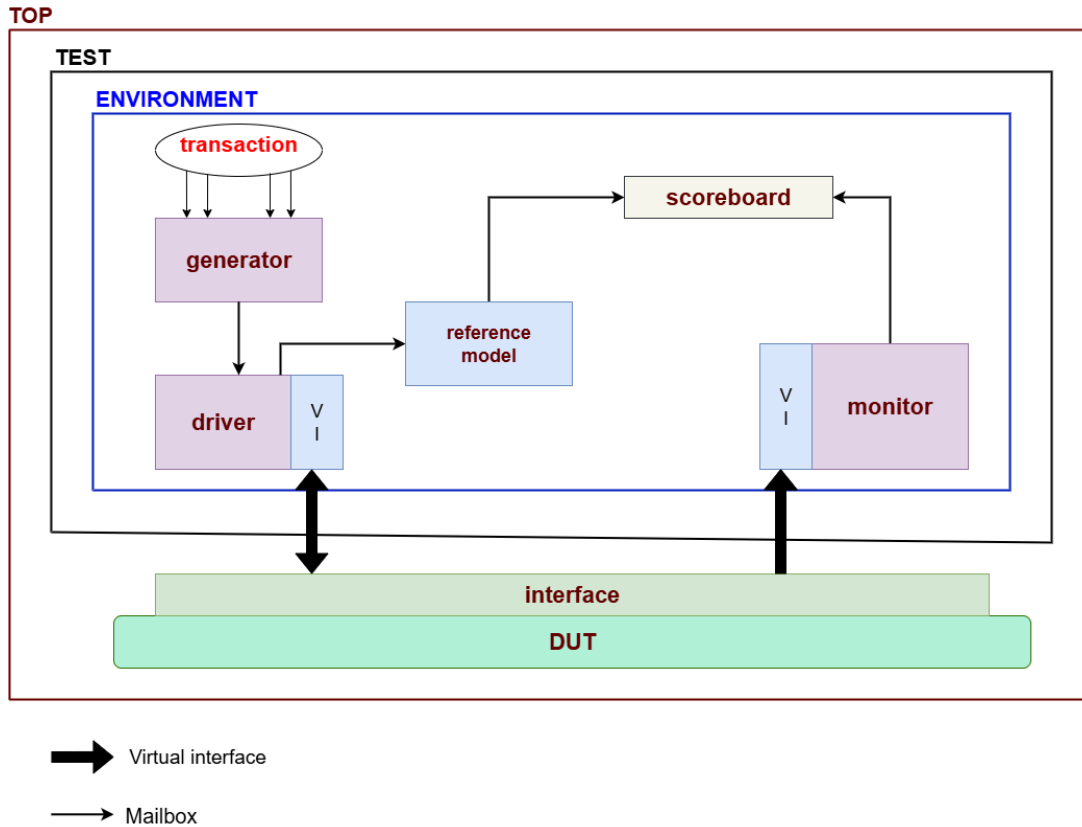 TOP
TEST
ENVIRONMENT
transaction
generator
scoreboard
reference
model
driver
V
I
V
I
monitor
interface
DUT
Virtual interface
Mailbox